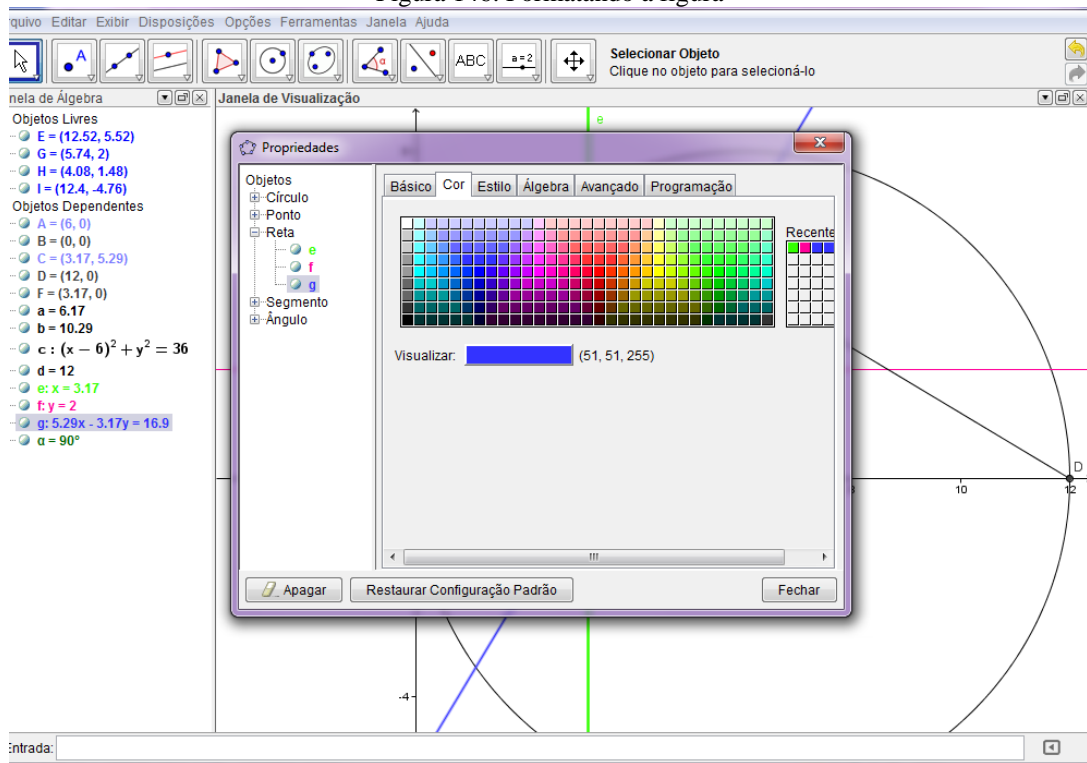 Figura 148: Formatando a figura
rquivo Editar Exibir Disposições Opções Ferramentas Janela Ajuda
A
α
ABC
a=2
Selecionar Objeto
Clique no objeto para selecioná-lo
nela de Álgebra
Janela de Visualização
Objetos Livres
E = (12.52, 5.52)
G = (5.74, 2)
H = (4.08, 1.48)
I = (12.4, -4.76)
Objetos Dependentes
A = (6, 0)
B = (0, 0)
C = (3.17, 5.29)
D = (12, 0)
F = (3.17, 0)
a = 6.17
b = 10.29
c : (x − 6)² + y² = 36
d = 12
e: x = 3.17
f: y = 2
g: 5.29x - 3.17y = 16.9
α = 90°
e
Propriedades
x
Objetos
Círculo
Ponto
Reta
e
f
g
Segmento
Ângulo
Básico Cor Estilo Álgebra Avançado Programação
Recente
Visualizar: (51, 51, 255)
Apagar
Restaurar Configuração Padrão
Fechar
D
8 10 12
-4
Entrada: